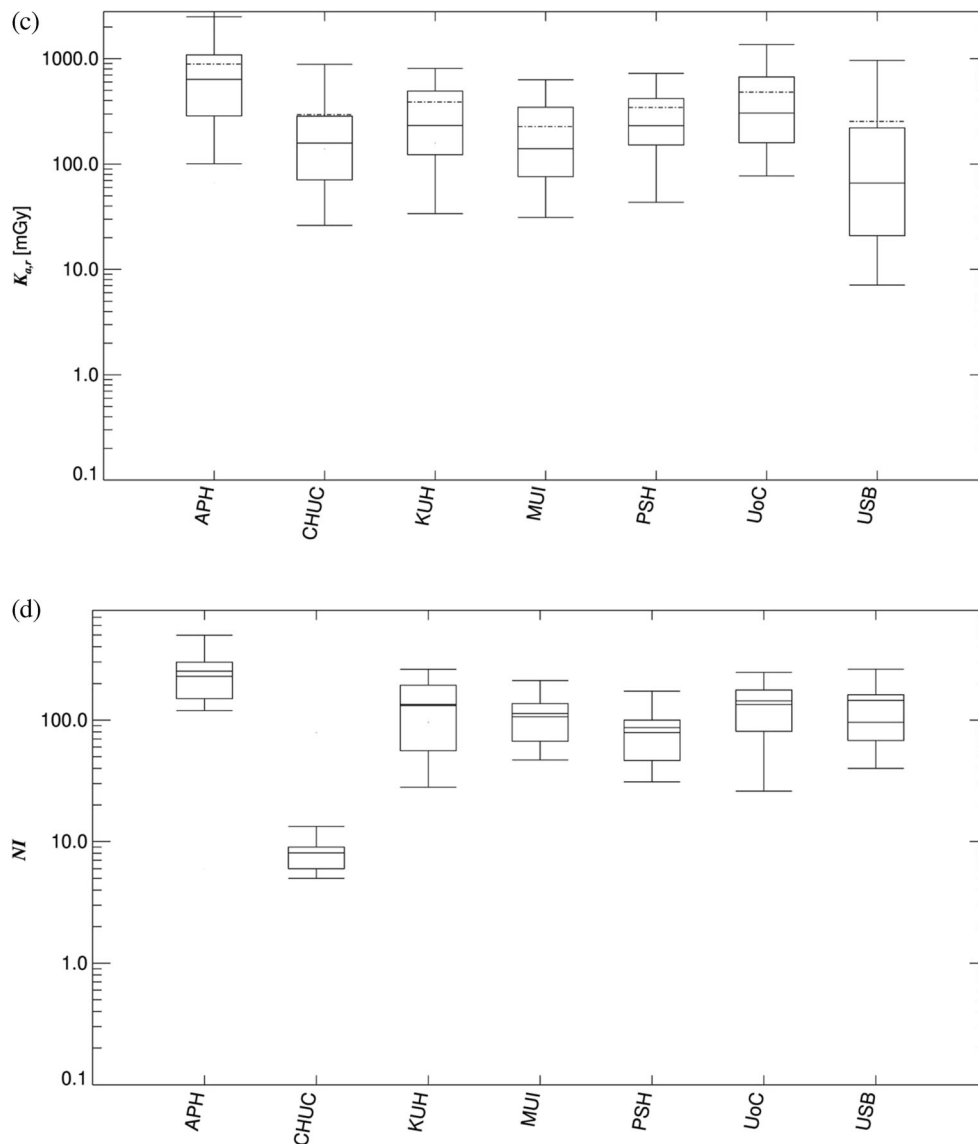 (c)
1000.0
100.0
10.0
1.0
0.1
K_{a,r} [mGy]
APH CHUC KUH MUI PSH UoC USB
(d)
100.0
10.0
1.0
0.1
NI
APH CHUC KUH MUI PSH UoC USB